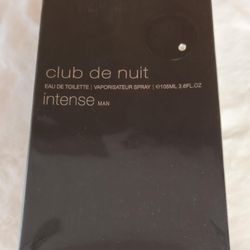 club de nuit
EAU DE TOILETTE | VAPORISATEUR SPRAY | ℮105ML 3.6FL.OZ
intense MAN